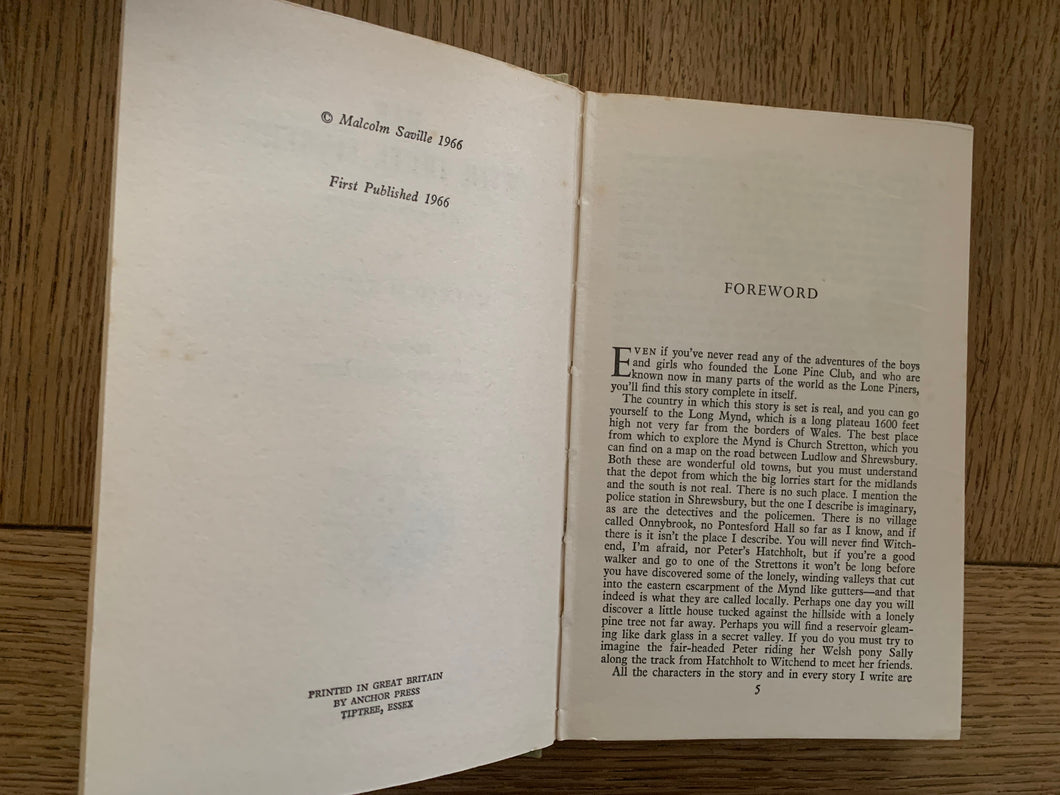 © Malcolm Saville 1966
First Published 1966
PRINTED IN GREAT BRITAIN
BY ANCHOR PRESS
TIPTREE, ESSEX
FOREWORD
EVEN if you've never read any of the adventures of the boys
and girls who founded the Lone Pine Club, and who are
known now in many parts of the world as the Lone Piners,
you'll find this story complete in itself.
The country in which this story is set is real, and you can go
yourself to the Long Mynd, which is a long plateau 1600 feet
high not very far from the borders of Wales. The best place
from which to explore the Mynd is Church Stretton, which you
can find on a map on the road between Ludlow and Shrewsbury.
Both these are wonderful old towns, but you must understand
that the depot from which the big lorries start for the midlands
and the south is not real. There is no such place. I mention the
police station in Shrewsbury, but the one I describe is imaginary,
as are the detectives and the policemen. There is no village
called Onnybrook, no Pontesford Hall so far as I know, and if
there is it isn't the place I describe. You will never find Witch-
end, I'm afraid, nor Peter's Hatchholt, but if you're a good
walker and go to one of the Strettons it won't be long before
you have discovered some of the lonely, winding valleys that cut
into the eastern escarpment of the Mynd like gutters—and that
indeed is what they are called locally. Perhaps one day you will
discover a little house tucked against the hillside with a lonely
pine tree not far away. Perhaps you will find a reservoir gleam-
ing like dark glass in a secret valley. If you do you must try to
imagine the fair-headed Peter riding her Welsh pony Sally
along the track from Hatchholt to Witchend to meet her friends.
All the characters in the story and in every story I write are
5